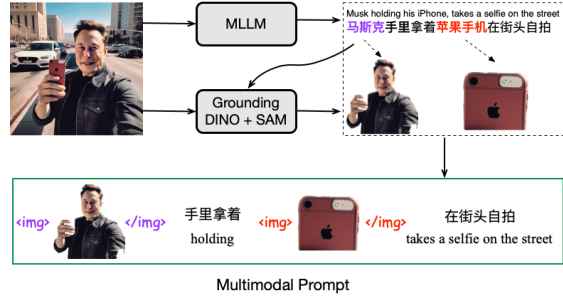 MLLM
Musk holding his iPhone, takes a selfie on the street
马斯克手里拿着苹果手机在街头自拍
Grounding
DINO + SAM
<img> </img> 手里拿着 <img> </img> 在街头自拍
holding takes a selfie on the street
Multimodal Prompt